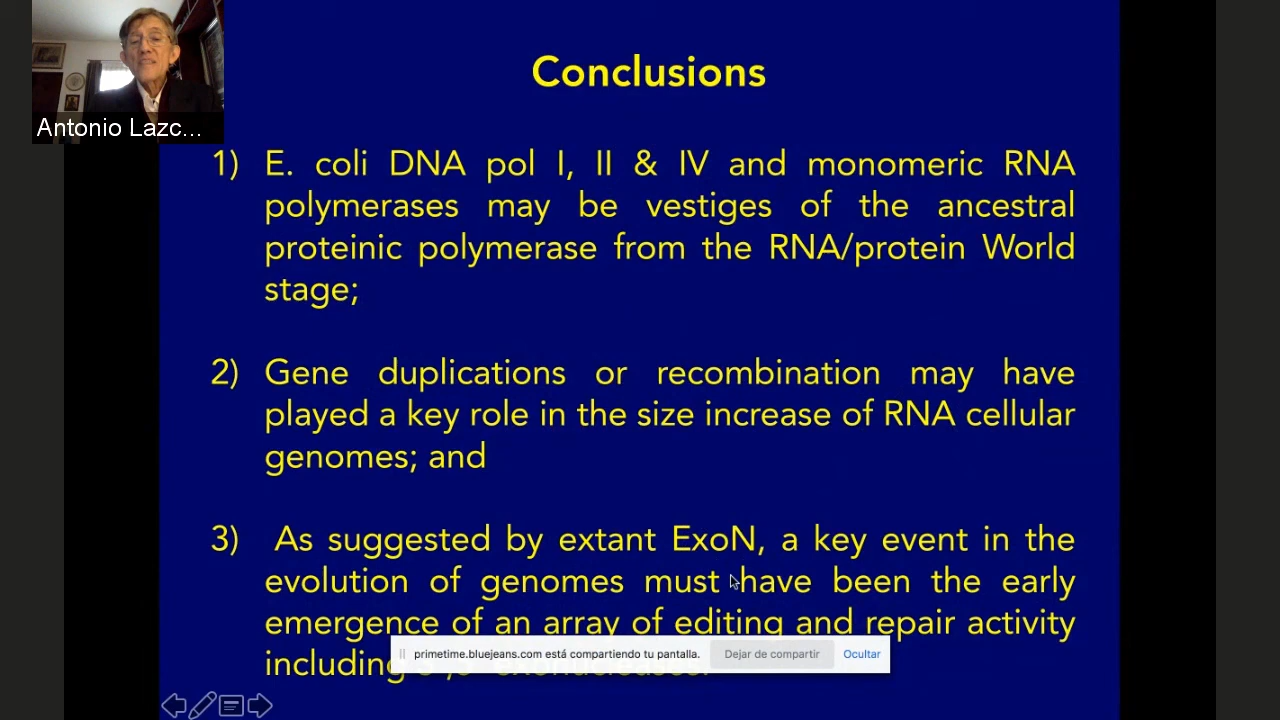 Conclusions
Antonio Lazc...
1) E. coli DNA pol I, II & IV and monomeric RNA
polymerases may be vestiges of the ancestral
proteinic polymerase from the RNA/protein World
stage;
2) Gene duplications or recombination may have
played a key role in the size increase of RNA cellular
genomes; and
3) As suggested by extant ExoN, a key event in the
evolution of genomes must have been the early
emergence of an array of editing and repair activity
including
primetime.bluejeans.com está compartiendo tu pantalla. Dejar de compartir Ocultar